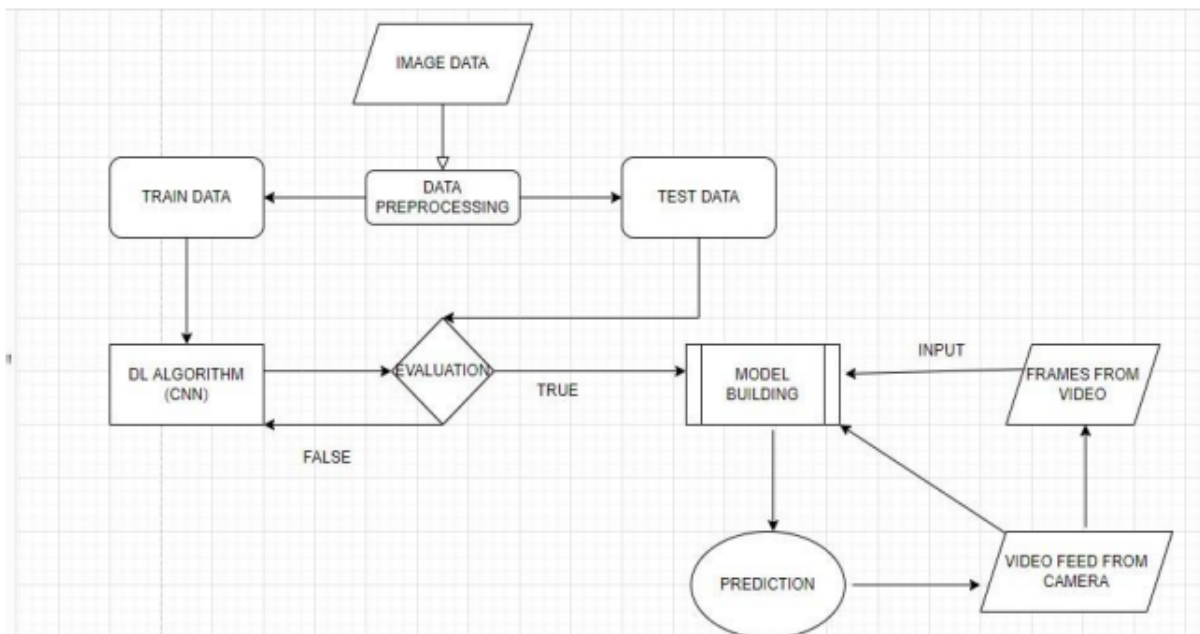 IMAGE DATA
TRAIN DATA
DATA
PREPROCESSING
TEST DATA
DL ALGORITHM
(CNN)
EVALUATION
TRUE
FALSE
MODEL
BUILDING
INPUT
FRAMES FROM
VIDEO
PREDICTION
VIDEO FEED FROM
CAMERA